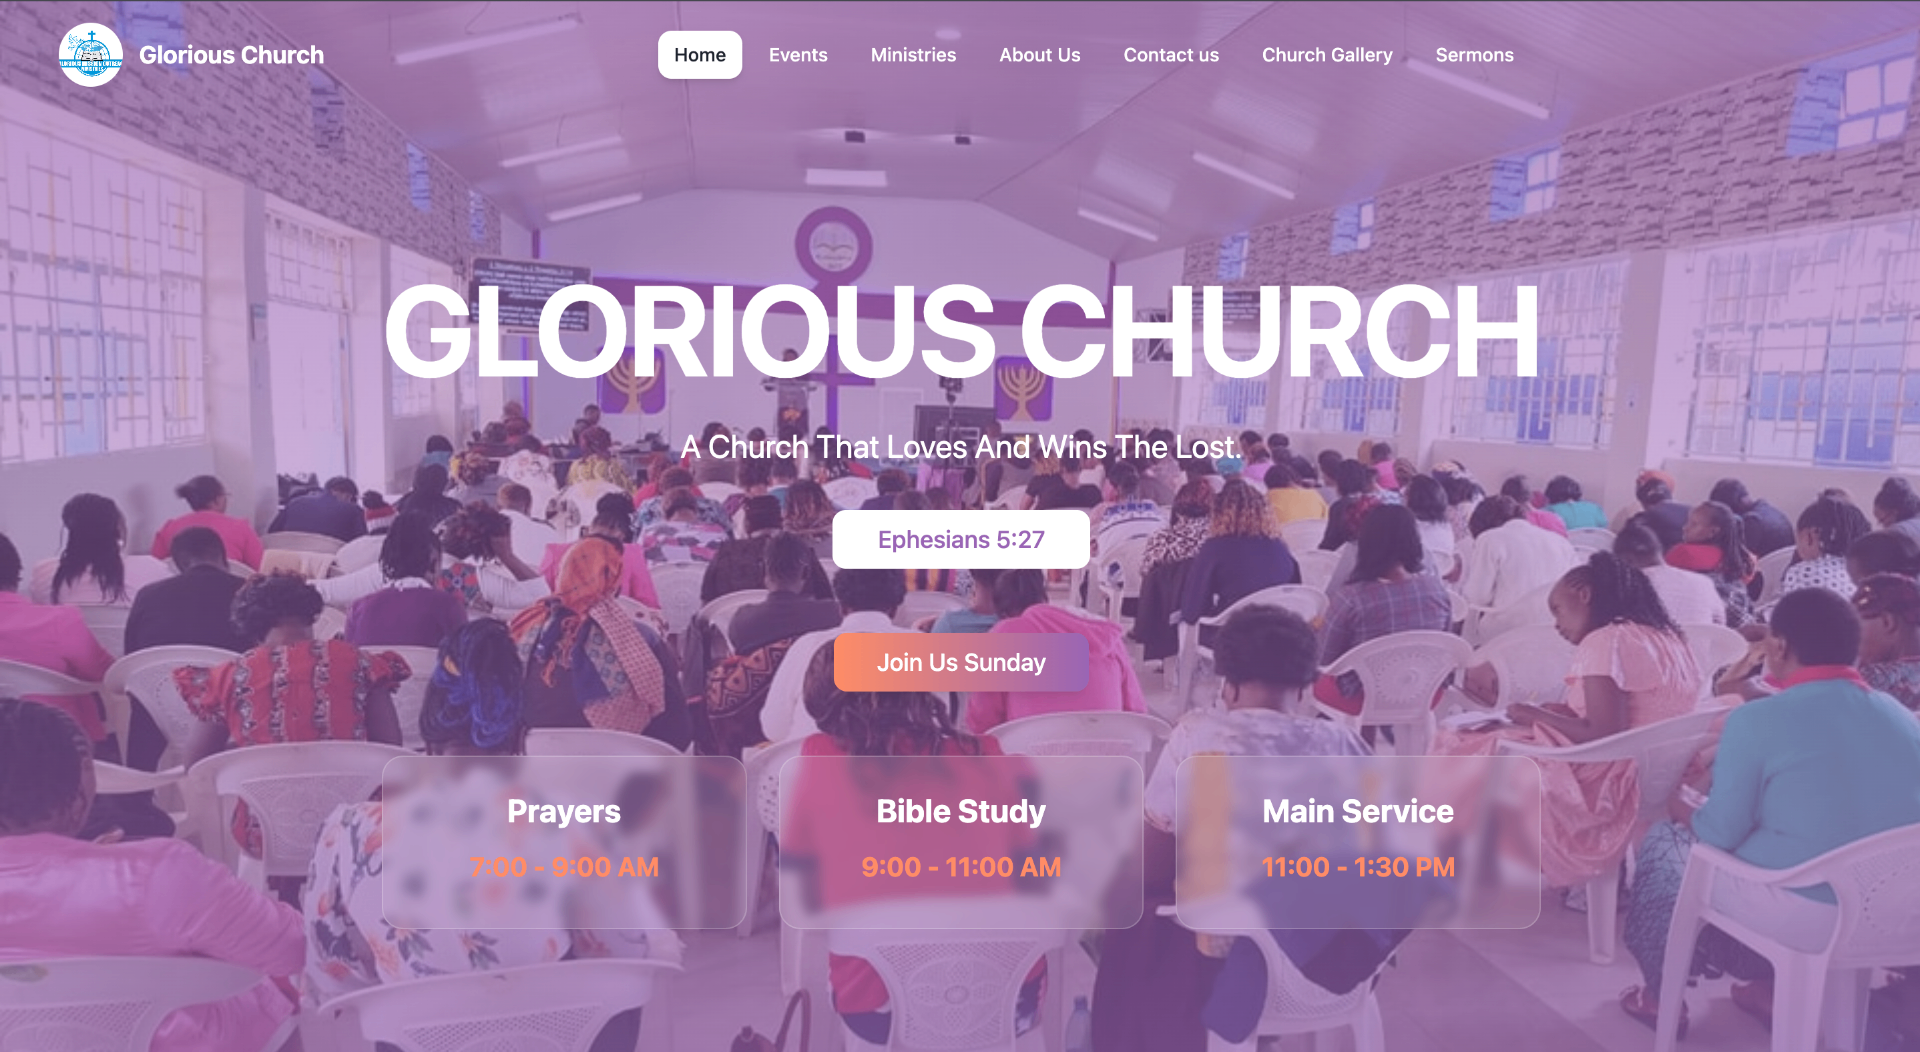 Glorious Church
Home
Events
Ministries
About Us
Contact us
Church Gallery
Sermons
GLORIOUS CHURCH
A Church That Loves And Wins The Lost.
Ephesians 5:27
Join Us Sunday
Prayers
7:00 - 9:00 AM
Bible Study
9:00 - 11:00 AM
Main Service
11:00 - 1:30 PM